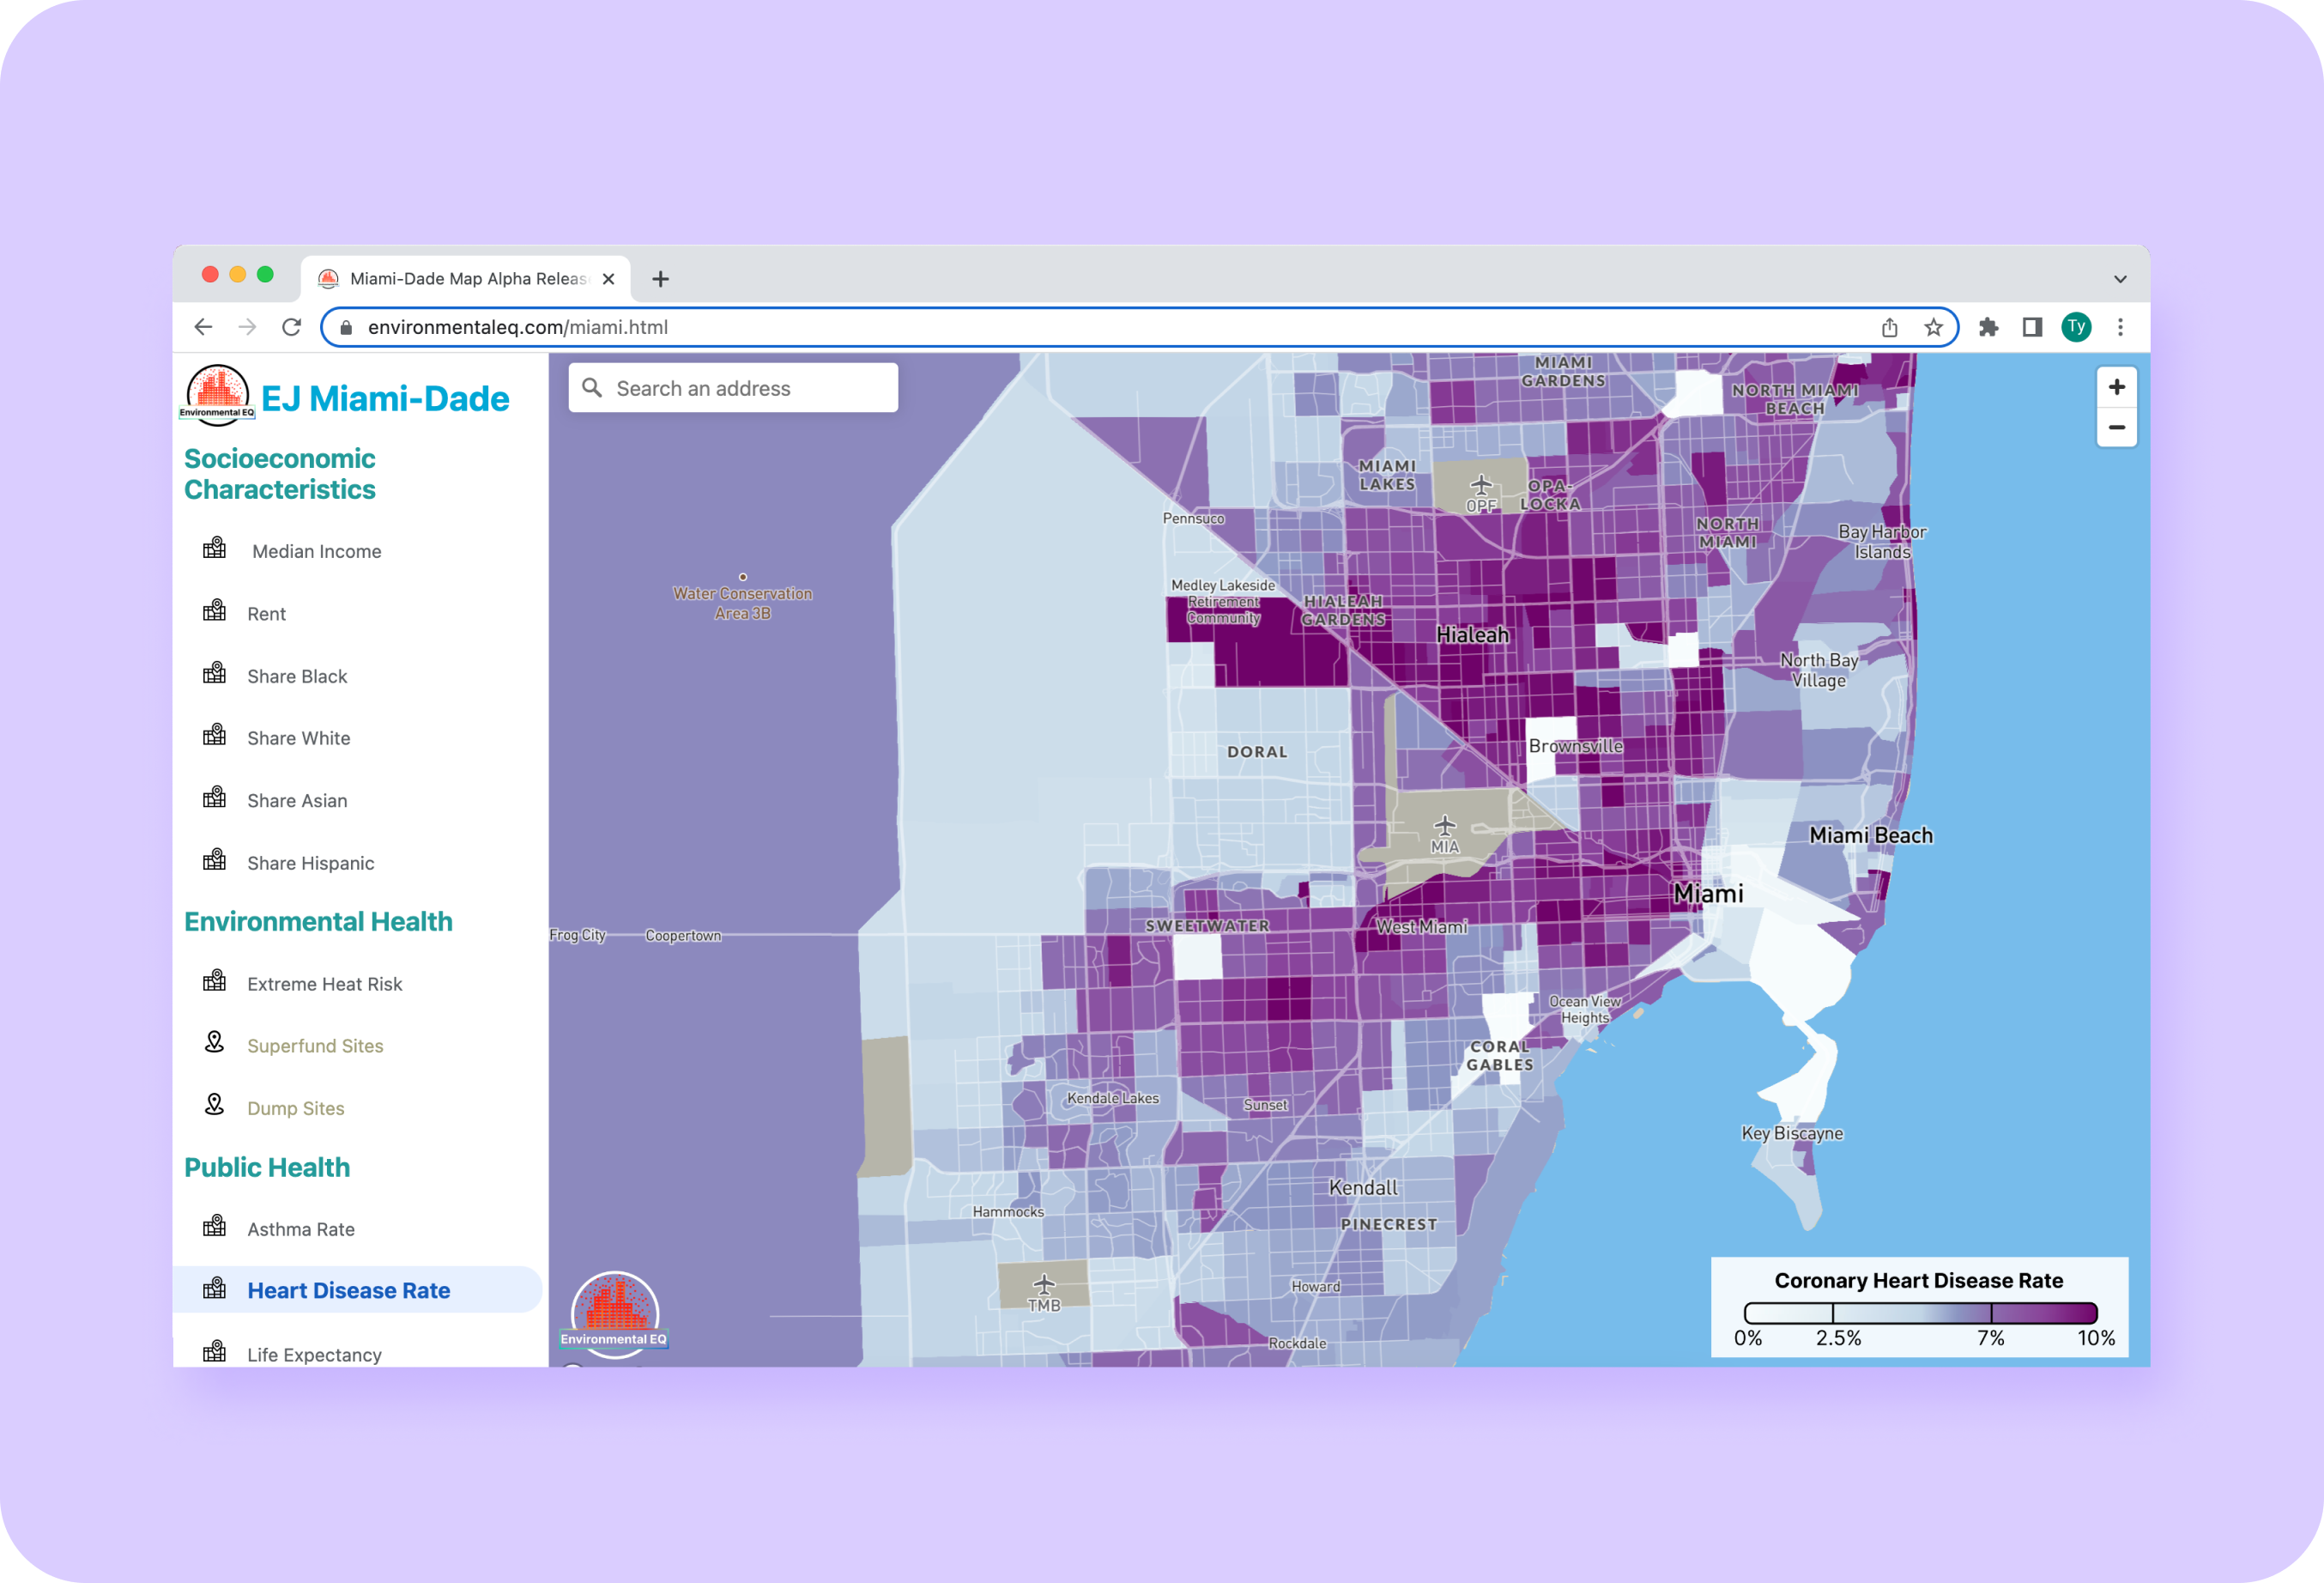 Miami-Dade Map Alpha Releas
environmentaleq.com/miami.html
Ty
Environmental EQ
EJ Miami-Dade
Socioeconomic
Characteristics
Median Income
Rent
Share Black
Share White
Share Asian
Share Hispanic
Environmental Health
Extreme Heat Risk
Superfund Sites
Dump Sites
Public Health
Asthma Rate
Heart Disease Rate
Life Expectancy
Search an address
MIAMI
GARDENS
NORTH MIAMI
BEACH
MIAMI
LAKES
OPF
OPA-
LOCKA
Pennsuco
NORTH
MIAMI
Bay Harbor
Islands
Water Conservation
Area 3B
Medley Lakeside
Retirement
Community
HIALEAH
GARDENS
Hialeah
North Bay
Village
DORAL
Brownsville
MIA
Miami Beach
Miami
SWEETWATER
West Miami
Frog City
Coopertown
Ocean View
Heights
CORAL
GABLES
Kendale Lakes
Sunset
Key Biscayne
Kendall
Hammocks
PINECREST
TMB
Howard
Rockdale
Environmental EQ
Coronary Heart Disease Rate
0%
2.5%
7%
10%